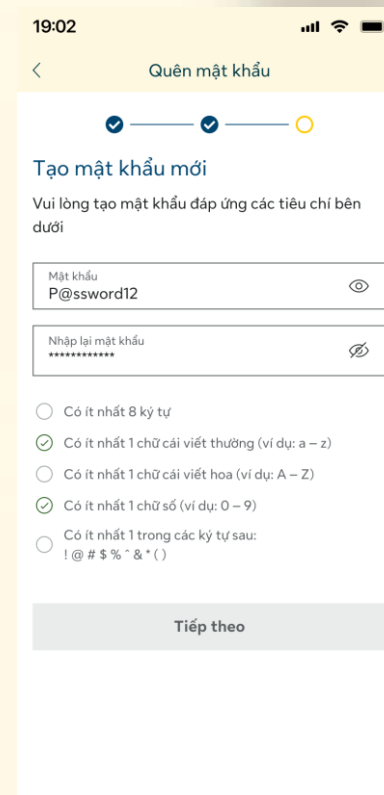 19:02
Quên mật khẩu
Tạo mật khẩu mới
Vui lòng tạo mật khẩu đáp ứng các tiêu chí bên
dưới
Mật khẩu
P@ssword12
Nhập lại mật khẩu
************
Có ít nhất 8 ký tự
Có ít nhất 1 chữ cái viết thường (ví dụ: a – z)
Có ít nhất 1 chữ cái viết hoa (ví dụ: A – Z)
Có ít nhất 1 chữ số (ví dụ: 0 – 9)
Có ít nhất 1 trong các ký tự sau:
! @ # $ % ^ & * ( )
Tiếp theo